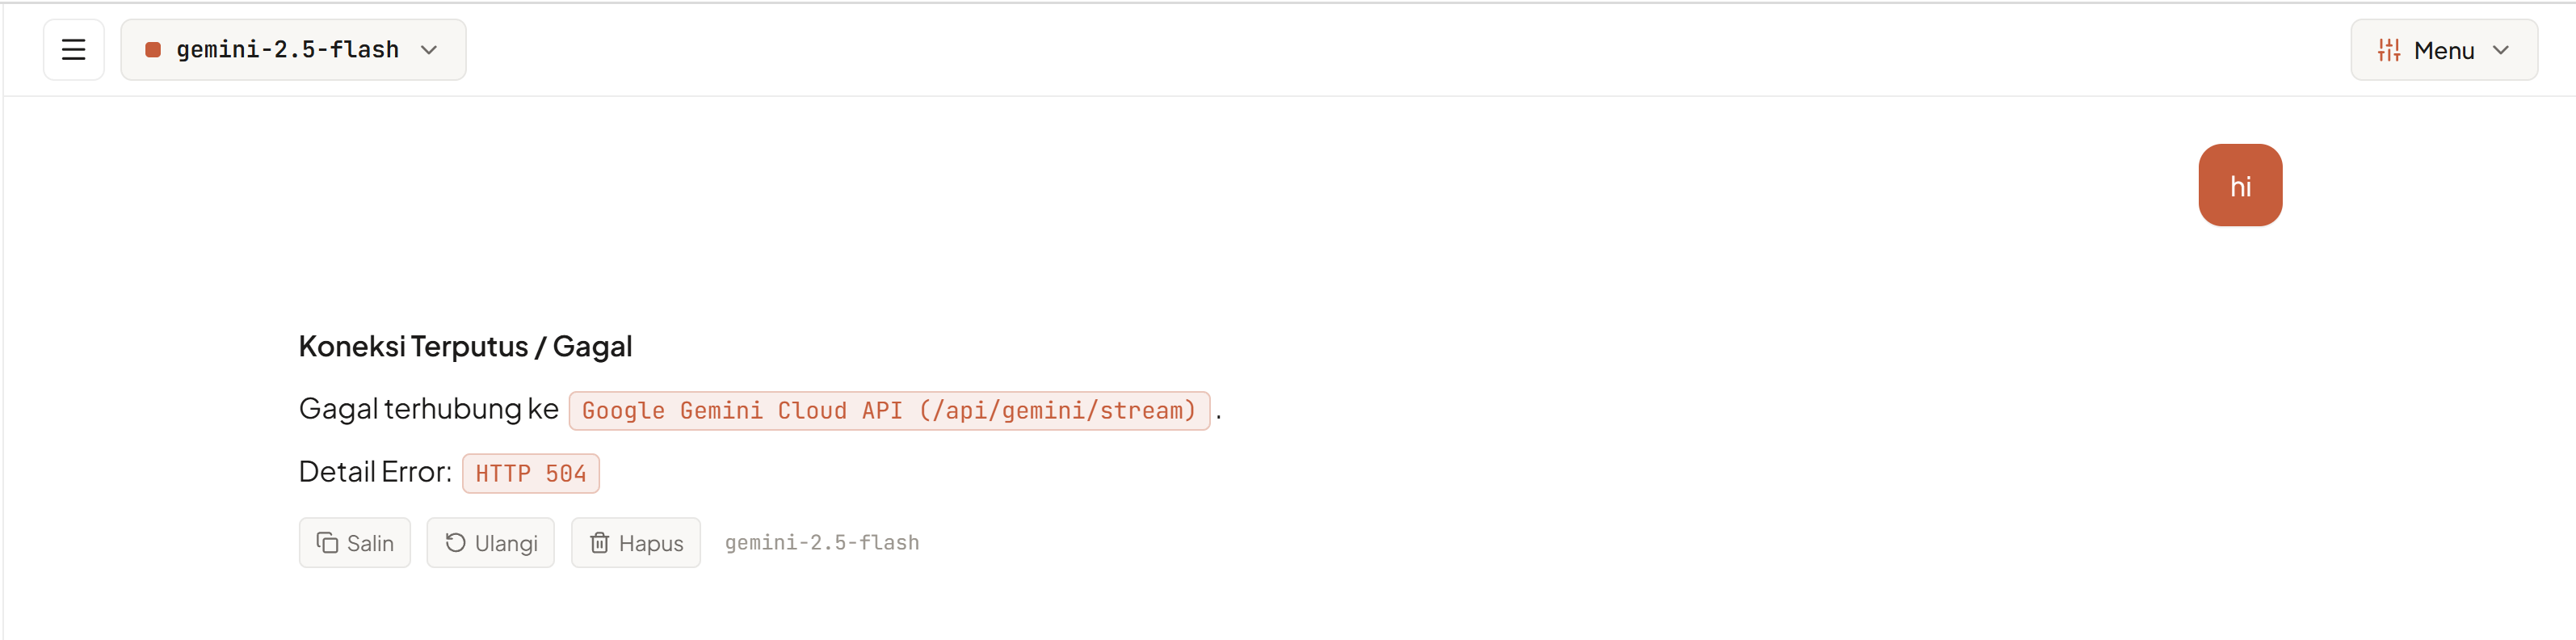 gemini-2.5-flash
Menu
hi
Koneksi Terputus / Gagal
Gagal terhubung ke Google Gemini Cloud API (/api/gemini/stream) .
Detail Error: HTTP 504
Salin Ulangi Hapus gemini-2.5-flash